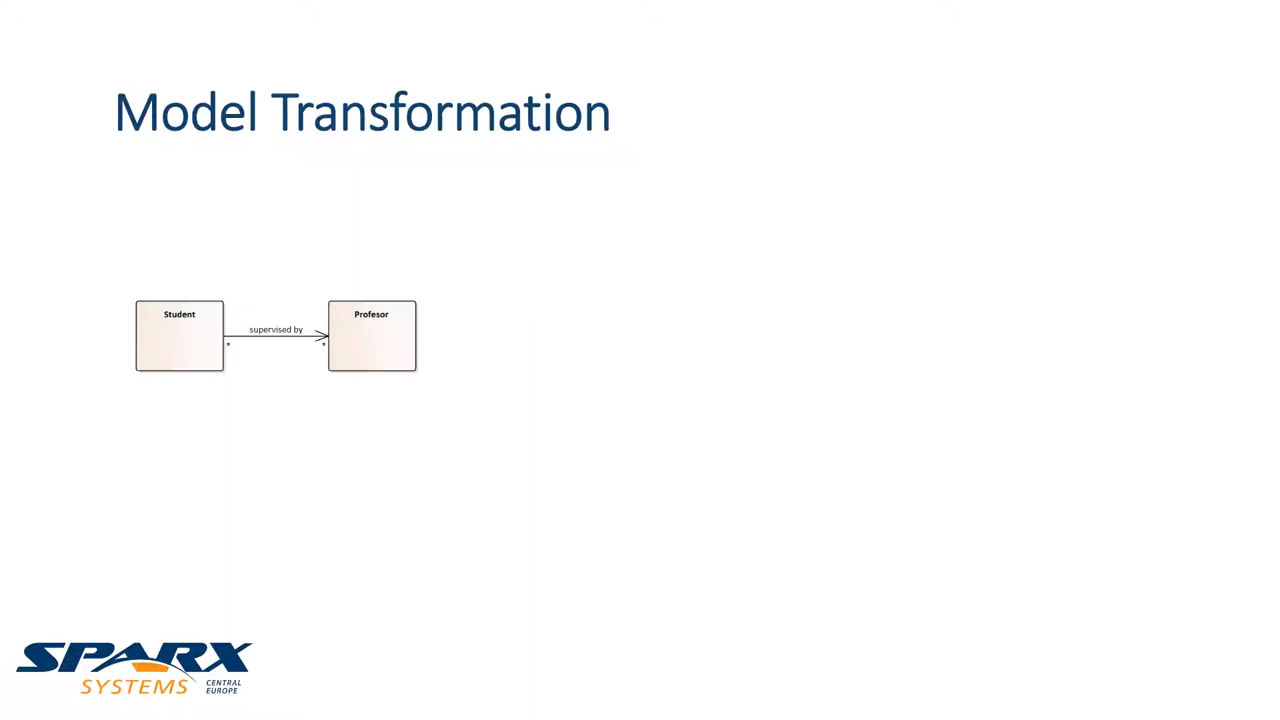 Model Transformation
Student
supervised by
Profesor
*
*
SPARX
SYSTEMS
CENTRAL
EUROPE